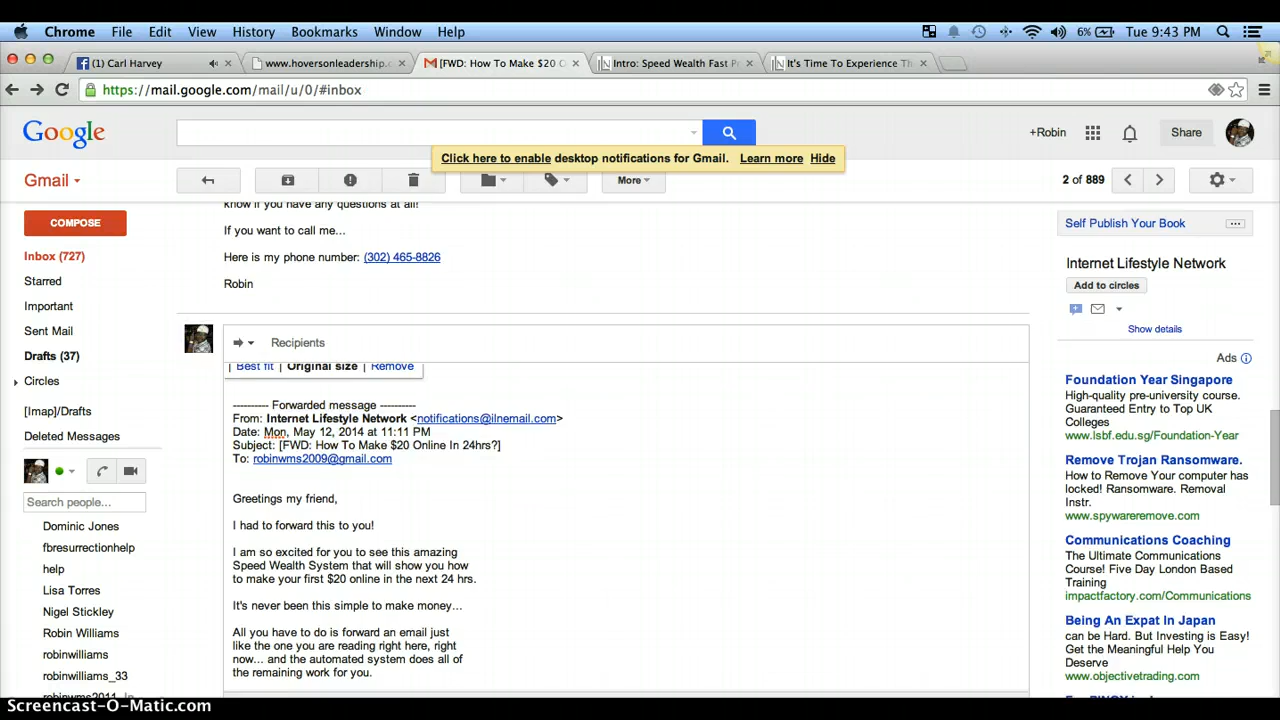 Chrome File Edit View History Bookmarks Window Help 6% Tue 9:43 PM
(1) Carl Harvey www.hoversonleadership. [FWD: How To Make $20 O Intro: Speed Wealth Fast P It's Time To Experience Th
https://mail.google.com/mail/u/0/#inbox
Google +Robin Share
Click here to enable desktop notifications for Gmail. Learn more Hide
Gmail More 2 of 889
COMPOSE
Inbox (727)
Starred
Important
Sent Mail
Drafts (37)
Circles
[Imap]/Drafts
Deleted Messages
Search people...
Dominic Jones
fbresurrectionhelp
help
Lisa Torres
Nigel Stickley
Robin Williams
robinwilliams
robinwilliams_33
know if you have any questions at all!
If you want to call me...
Here is my phone number: (302) 465-8826
Robin
Recipients
| Best fit | Original size | Remove
---------- Forwarded message ----------
From: Internet Lifestyle Network <notifications@ilnemail.com>
Date: Mon, May 12, 2014 at 11:11 PM
Subject: [FWD: How To Make $20 Online In 24hrs?]
To: robinwms2009@gmail.com
Greetings my friend,
I had to forward this to you!
I am so excited for you to see this amazing
Speed Wealth System that will show you how
to make your first $20 online in the next 24 hrs.
It's never been this simple to make money...
All you have to do is forward an email just
like the one you are reading right here, right
now... and the automated system does all of
the remaining work for you.
Self Publish Your Book
Internet Lifestyle Network
Add to circles
Show details
Ads
Foundation Year Singapore
High-quality pre-university course.
Guaranteed Entry to Top UK
Colleges
www.lsbf.edu.sg/Foundation-Year
Remove Trojan Ransomware.
How to Remove Your computer has
locked! Ransomware. Removal
Instr.
www.spywareremove.com
Communications Coaching
The Ultimate Communications
Course! Five Day London Based
Training
impactfactory.com/Communications
Being An Expat In Japan
can be Hard. But Investing is Easy!
Get the Meaningful Help You
Deserve
www.objectivetrading.com
Screencast-O-Matic.com